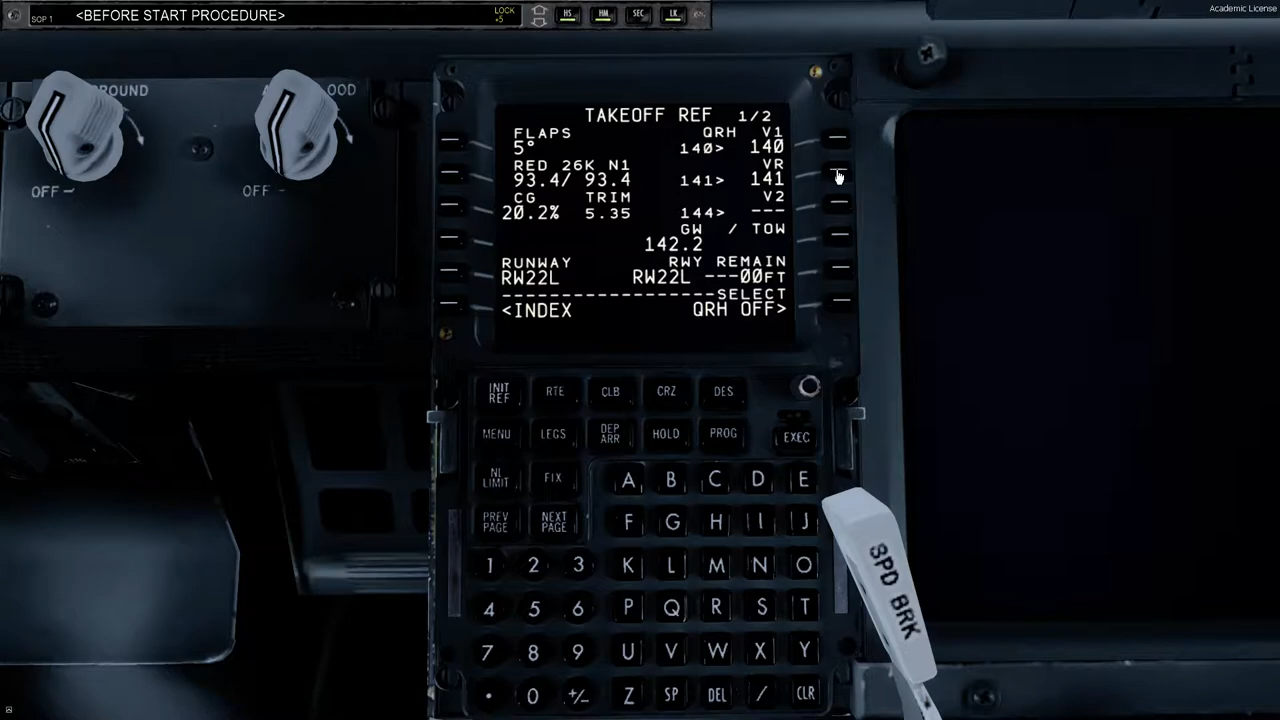 SOP 1 <BEFORE START PROCEDURE> LOCK +5 HS HM SEC LK
Academic License
OUND OOD
OFF OFF
TAKEOFF REF 1/2
FLAPS QRH V1
5° 140> 140
RED 26K N1 VR
93.4/ 93.4 141> 141
CG TRIM V2
20.2% 5.35 144> ---
GW / TOW
142.2
RUNWAY RWY REMAIN
RW22L RW22L ---00FT
--------------------SELECT
<INDEX QRH OFF>
INIT REF RTE CLB CRZ DES
MENU LEGS DEP ARR HOLD PROG EXEC
N1 LIMIT FIX A B C D E
PREV PAGE NEXT PAGE F G H I J
1 2 3 K L M N O
4 5 6 P Q R S T
7 8 9 U V W X Y
. 0 +/- Z SP DEL / CLR
SPD BRK